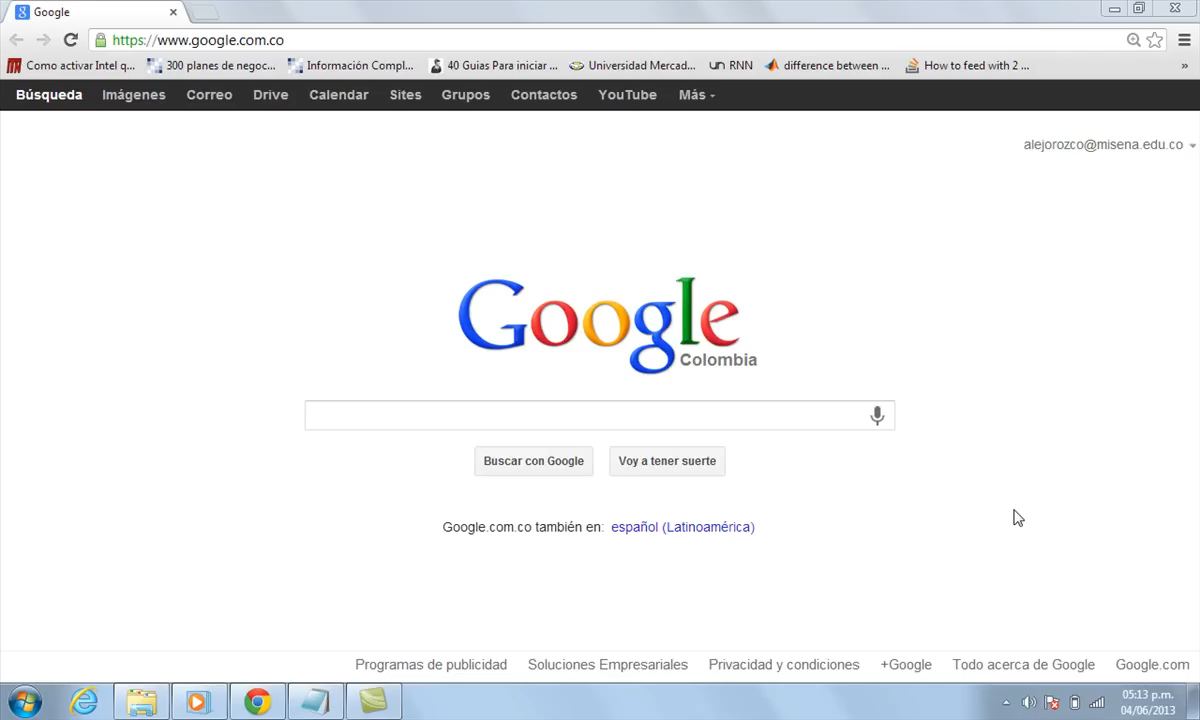 Google
https://www.google.com.co
Como activar Intel q... 300 planes de negoc... Información Compl... 40 Guias Para iniciar ... Universidad Mercad... RNN difference between ... How to feed with 2 ... »
Búsqueda Imágenes Correo Drive Calendar Sites Grupos Contactos YouTube Más
alejorozco@misena.edu.co
Google
Colombia
Buscar con Google Voy a tener suerte
Google.com.co también en: español (Latinoamérica)
Programas de publicidad Soluciones Empresariales Privacidad y condiciones +Google Todo acerca de Google Google.com
05:13 p.m.
04/06/2013